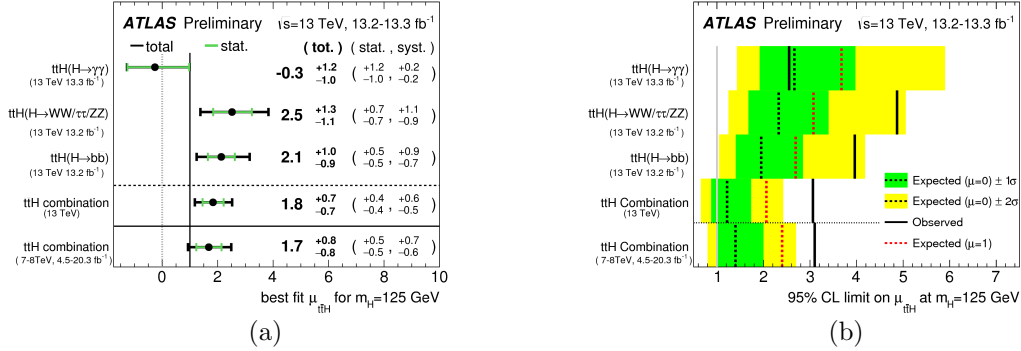 ATLAS Preliminary √s=13 TeV, 13.2-13.3 fb⁻¹
total stat. (tot.) (stat., syst.)
ttH(H→γγ) -0.3 +1.2 -1.0 ( +1.2 -1.0 , +0.2 -0.2 )
(13 TeV 13.3 fb⁻¹)
ttH(H→WW/ττ/ZZ) 2.5 +1.3 -1.1 ( +0.7 -0.7 , +1.1 -0.9 )
(13 TeV 13.2 fb⁻¹)
ttH(H→bb) 2.1 +1.0 -0.9 ( +0.5 -0.5 , +0.9 -0.7 )
(13 TeV 13.2 fb⁻¹)
ttH combination 1.8 +0.7 -0.7 ( +0.4 -0.4 , +0.6 -0.5 )
(13 TeV)
ttH combination 1.7 +0.8 -0.8 ( +0.5 -0.5 , +0.7 -0.6 )
( 7-8TeV, 4.5-20.3 fb⁻¹)
0 2 4 6 8 10
best fit μ_tt̄H for m_H=125 GeV
(a)
ATLAS Preliminary √s=13 TeV, 13.2-13.3 fb⁻¹
ttH(H→γγ)
(13 TeV 13.3 fb⁻¹)
ttH(H→WW/ττ/ZZ)
(13 TeV 13.2 fb⁻¹)
ttH(H→bb)
(13 TeV 13.2 fb⁻¹)
ttH Combination
(13 TeV)
ttH Combination
( 7-8TeV, 4.5-20.3 fb⁻¹)
Expected (μ=0) ± 1σ
Expected (μ=0) ± 2σ
Observed
Expected (μ=1)
1 2 3 4 5 6 7
95% CL limit on μ_tt̄H at m_H=125 GeV
(b)